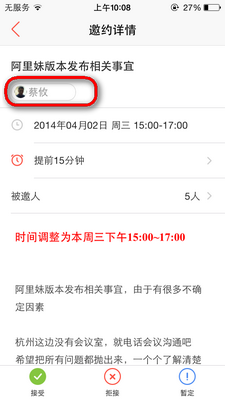 无服务 上午10:08 27%
邀约详情
阿里妹版本发布相关事宜
蔡攸
2014年04月02日 周三 15:00-17:00
提前15分钟
被邀人 5人
时间调整为本周三下午15:00~17:00
阿里妹版本发布相关事宜，由于有很多不确
定因素
杭州这边没有会议室，就电话会议沟通吧
希望把所有问题都抛出来，一个个了解清楚
接受 拒接 暂定